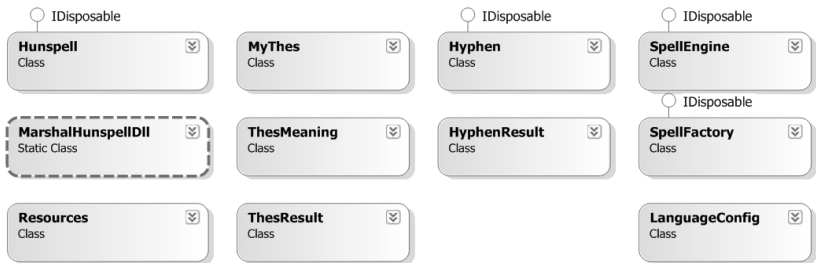 IDisposable
Hunspell
Class
MyThes
Class
IDisposable
Hyphen
Class
IDisposable
SpellEngine
Class
MarshalHunspellDll
Static Class
ThesMeaning
Class
HyphenResult
Class
IDisposable
SpellFactory
Class
Resources
Class
ThesResult
Class
LanguageConfig
Class